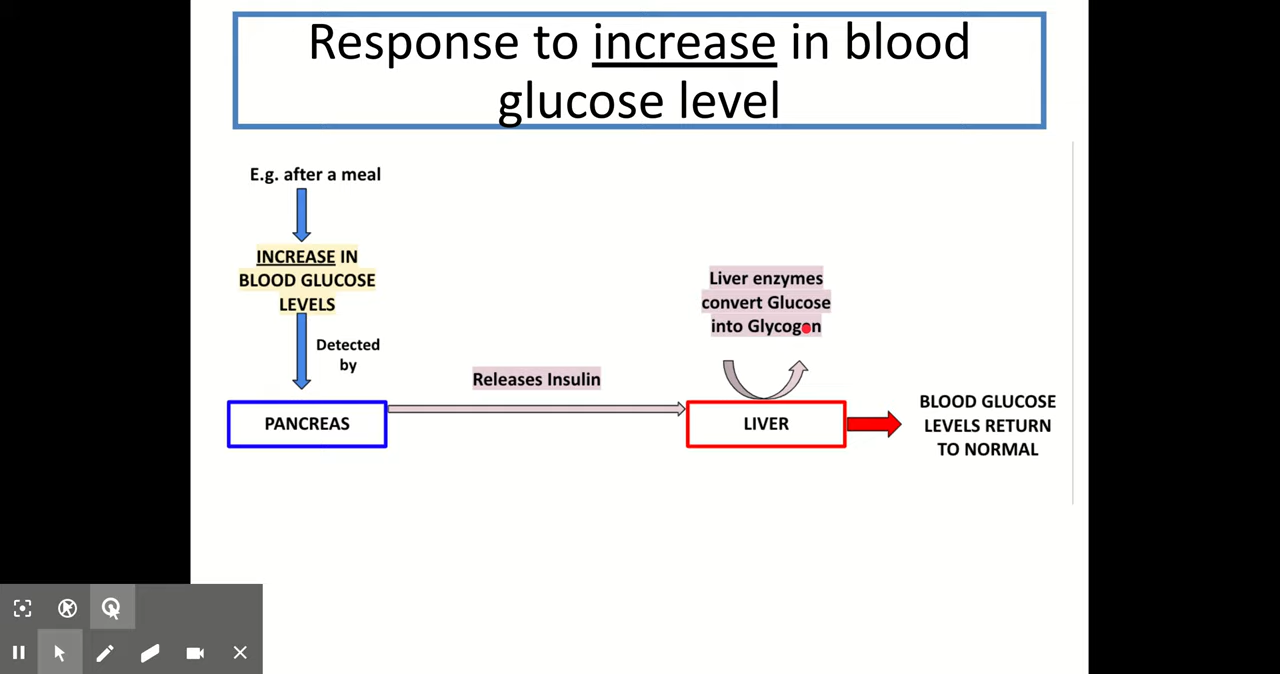 Response to increase in blood
glucose level
E.g. after a meal
INCREASE IN
BLOOD GLUCOSE
LEVELS
Detected
by
PANCREAS
Releases Insulin
Liver enzymes
convert Glucose
into Glycogen
LIVER
BLOOD GLUCOSE
LEVELS RETURN
TO NORMAL